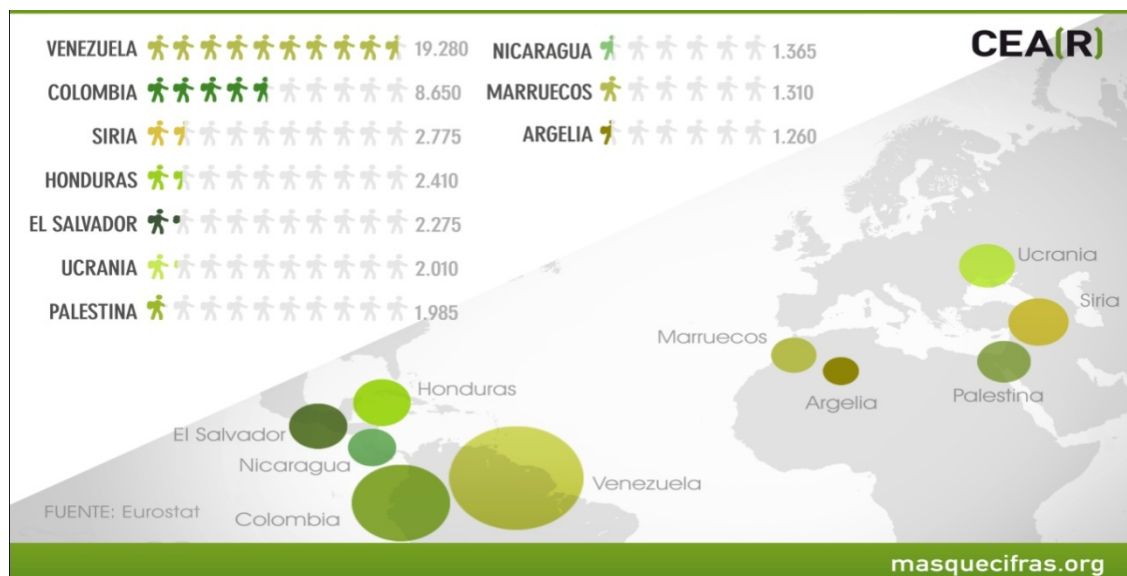 VENEZUELA 19.280
COLOMBIA 8.650
SIRIA 2.775
HONDURAS 2.410
EL SALVADOR 2.275
UCRANIA 2.010
PALESTINA 1.985
NICARAGUA 1.365
MARRUECOS 1.310
ARGELIA 1.260
CEA(R)
Ucrania
Siria
Marruecos
Argelia
Palestina
Honduras
El Salvador
Nicaragua
Venezuela
Colombia
FUENTE: Eurostat
masquecifras.org